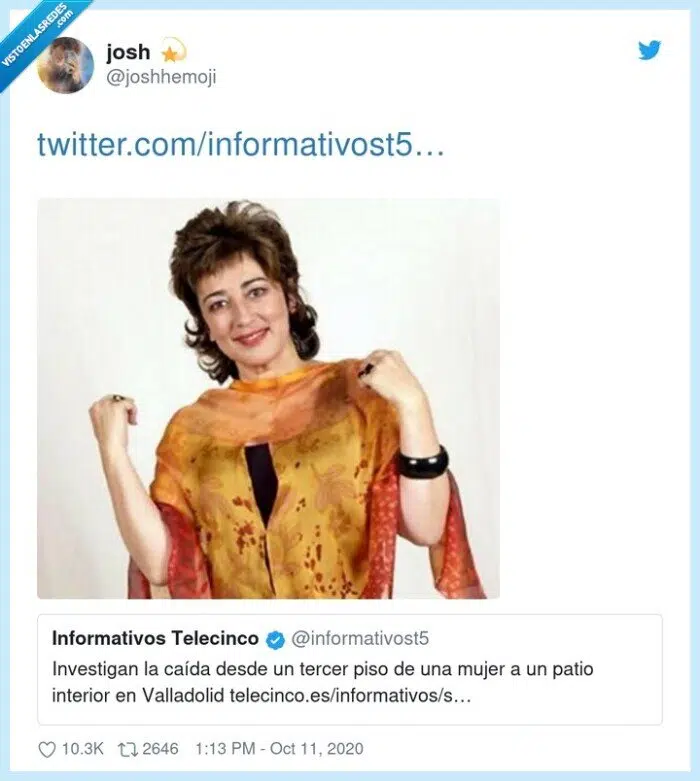 VISTOENLASREDES
.com
josh
@joshhemoji
twitter.com/informativost5…
Informativos Telecinco @informativost5
Investigan la caída desde un tercer piso de una mujer a un patio
interior en Valladolid telecinco.es/informativos/s…
10.3K 2646 1:13 PM - Oct 11, 2020